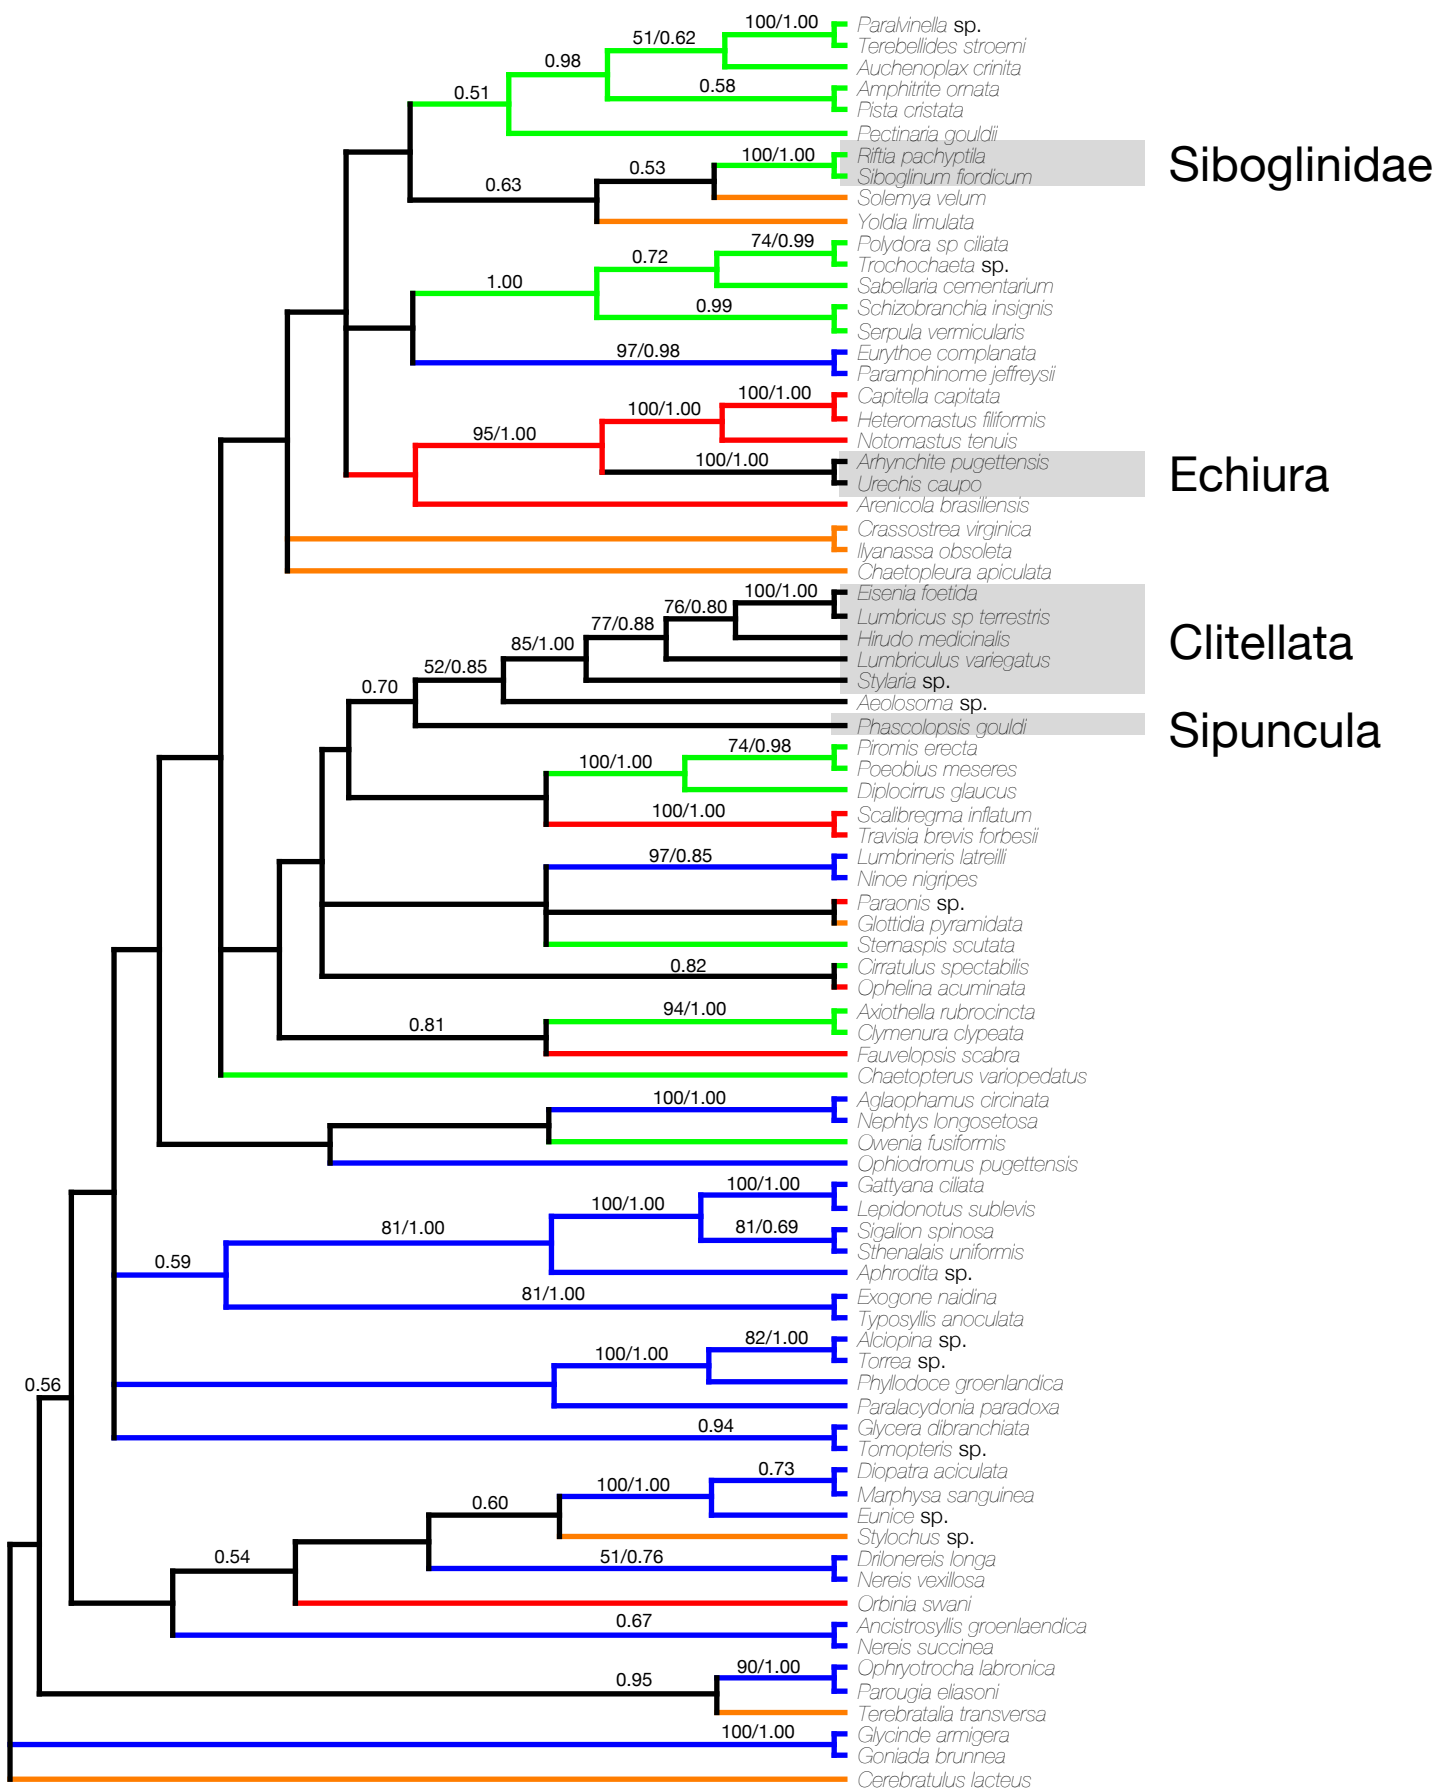 100/1.00
Paralvinella sp.
51/0.62
Terebellides stroemi
0.98
Auchenoplax crinita
0.51
0.58
Amphitrite ornata
Pista cristata
Pectinaria gouldii
100/1.00
Riftia pachyptila
Siboglinidae
0.63
0.53
Siboglinum fiordicum
Solemya velum
Yoldia limulata
74/0.99
Polydora sp ciliata
0.72
Trochochaeta sp.
1.00
Sabellaria cementarium
0.99
Schizobranchia insignis
Serpula vermicularis
97/0.98
Eurythoe complanata
Paramphinome jeffreysii
100/1.00
Capitella capitata
100/1.00
Heteromastus filiformis
95/1.00
Notomastus tenuis
100/1.00
Arhynchite pugettensis
Echiura
Urechis caupo
Arenicola brasiliensis
Crassostrea virginica
Ilyanassa obsoleta
Chaetopleura apiculata
100/1.00
Eisenia foetida
76/0.80
Lumbricus sp terrestris
77/0.88
Hirudo medicinalis
Clitellata
85/1.00
Lumbriculus variegatus
52/0.85
Stylaria sp.
0.70
Aeolosoma sp.
Phascolopsis gouldi
Sipuncula
74/0.98
Piromis erecta
100/1.00
Poeobius meseres
Diplocirrus glaucus
100/1.00
Scalibregma inflatum
Travisia brevis forbesii
97/0.85
Lumbrineris latreilli
Ninoe nigripes
Paraonis sp.
Glottidia pyramidata
Sternaspis scutata
0.82
Cirratulus spectabilis
Ophelina acuminata
94/1.00
Axiothella rubrocincta
0.81
Clymenura clypeata
Fauvelopsis scabra
Chaetopterus variopedatus
100/1.00
Aglaophamus circinata
Nephtys longosetosa
Owenia fusiformis
Ophiodromus pugettensis
100/1.00
Gattyana ciliata
100/1.00
Lepidonotus sublevis
81/1.00
81/0.69
Sigalion spinosa
Sthenalais uniformis
0.59
Aphrodita sp.
81/1.00
Exogone naidina
Typosyllis anoculata
82/1.00
Alciopina sp.
100/1.00
Torrea sp.
Phyllodoce groenlandica
0.56
Paralacydonia paradoxa
0.94
Glycera dibranchiata
Tomopteris sp.
0.73
Diopatra aciculata
100/1.00
Marphysa sanguinea
0.60
Eunice sp.
Stylochus sp.
0.54
51/0.76
Drilonereis longa
Nereis vexillosa
Orbinia swani
0.67
Ancistrosyllis groenlaendica
Nereis succinea
90/1.00
Ophryotrocha labronica
0.95
Parougia eliasoni
Terebratalia transversa
100/1.00
Glycinde armigera
Goniada brunnea
Cerebratulus lacteus